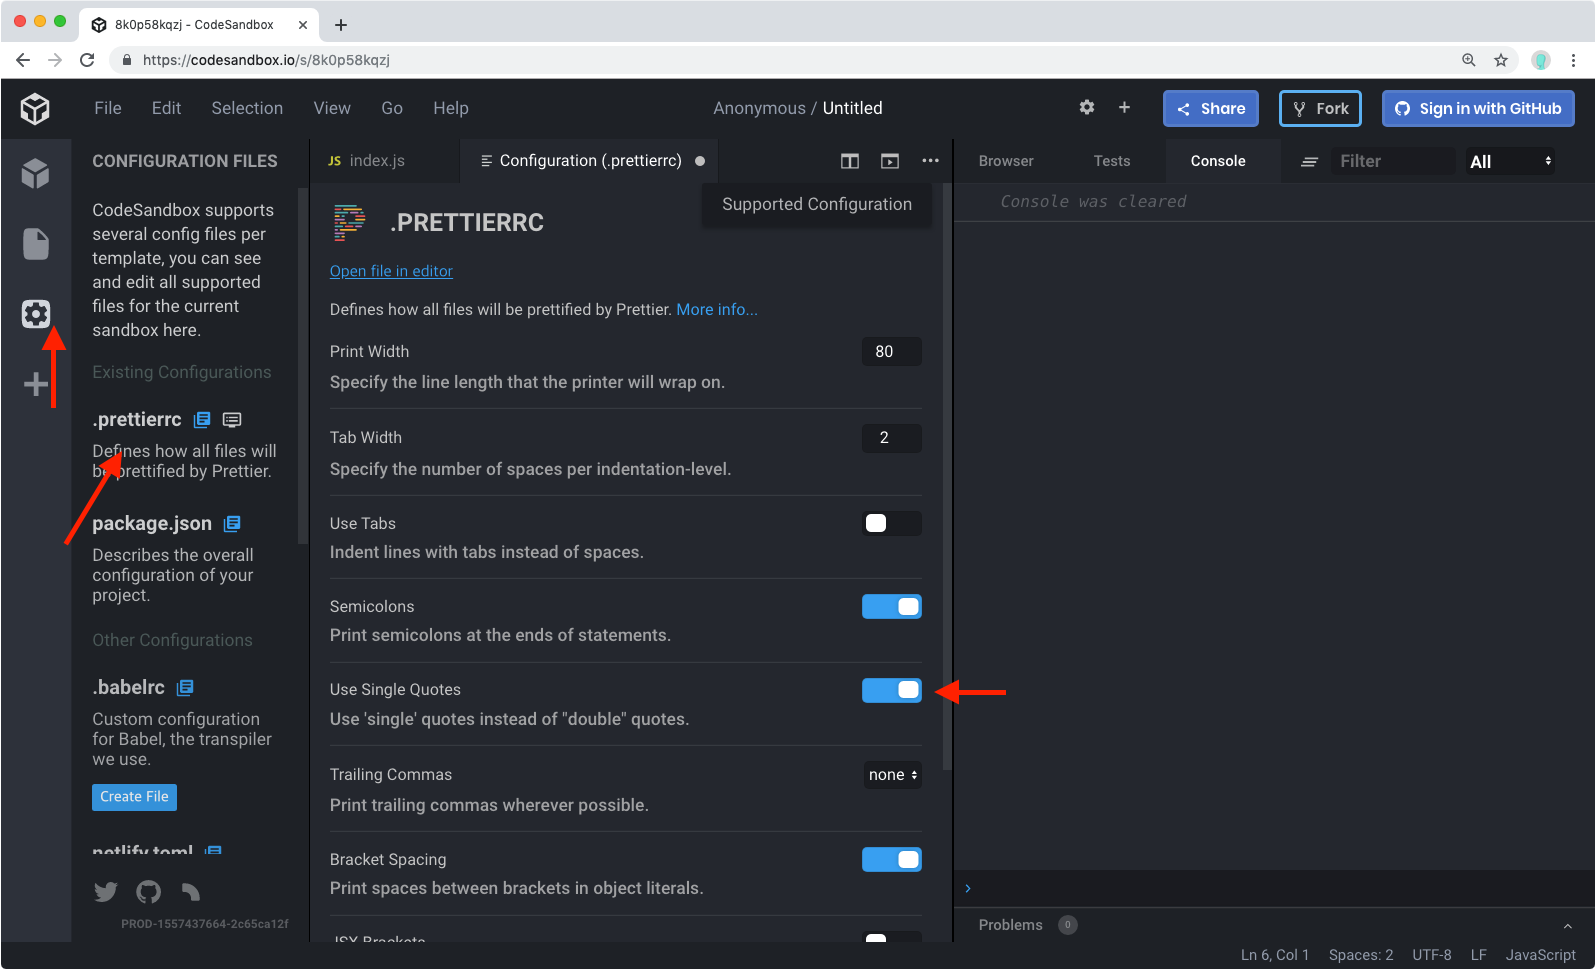 8k0p58kqzj - CodeSandbox
https://codesandbox.io/s/8k0p58kqzj
File Edit Selection View Go Help
Anonymous / Untitled
Share
Fork
Sign in with GitHub
CONFIGURATION FILES
CodeSandbox supports
several config files per
template, you can see
and edit all supported
files for the current
sandbox here.
Existing Configurations
.prettierrc
Defines how all files will
be prettified by Prettier.
package.json
Describes the overall
configuration of your
project.
Other Configurations
.babelrc
Custom configuration
for Babel, the transpiler
we use.
Create File
netlify.toml
PROD-1557437664-2c65ca12f
JS index.js
Configuration (.prettierrc)
Supported Configuration
.PRETTIERRC
Open file in editor
Defines how all files will be prettified by Prettier. More info...
Print Width 80
Specify the line length that the printer will wrap on.
Tab Width 2
Specify the number of spaces per indentation-level.
Use Tabs
Indent lines with tabs instead of spaces.
Semicolons
Print semicolons at the ends of statements.
Use Single Quotes
Use 'single' quotes instead of "double" quotes.
Trailing Commas none
Print trailing commas wherever possible.
Bracket Spacing
Print spaces between brackets in object literals.
JSX Brackets
Browser Tests Console Filter All
Console was cleared
Problems 0
Ln 6, Col 1 Spaces: 2 UTF-8 LF JavaScript